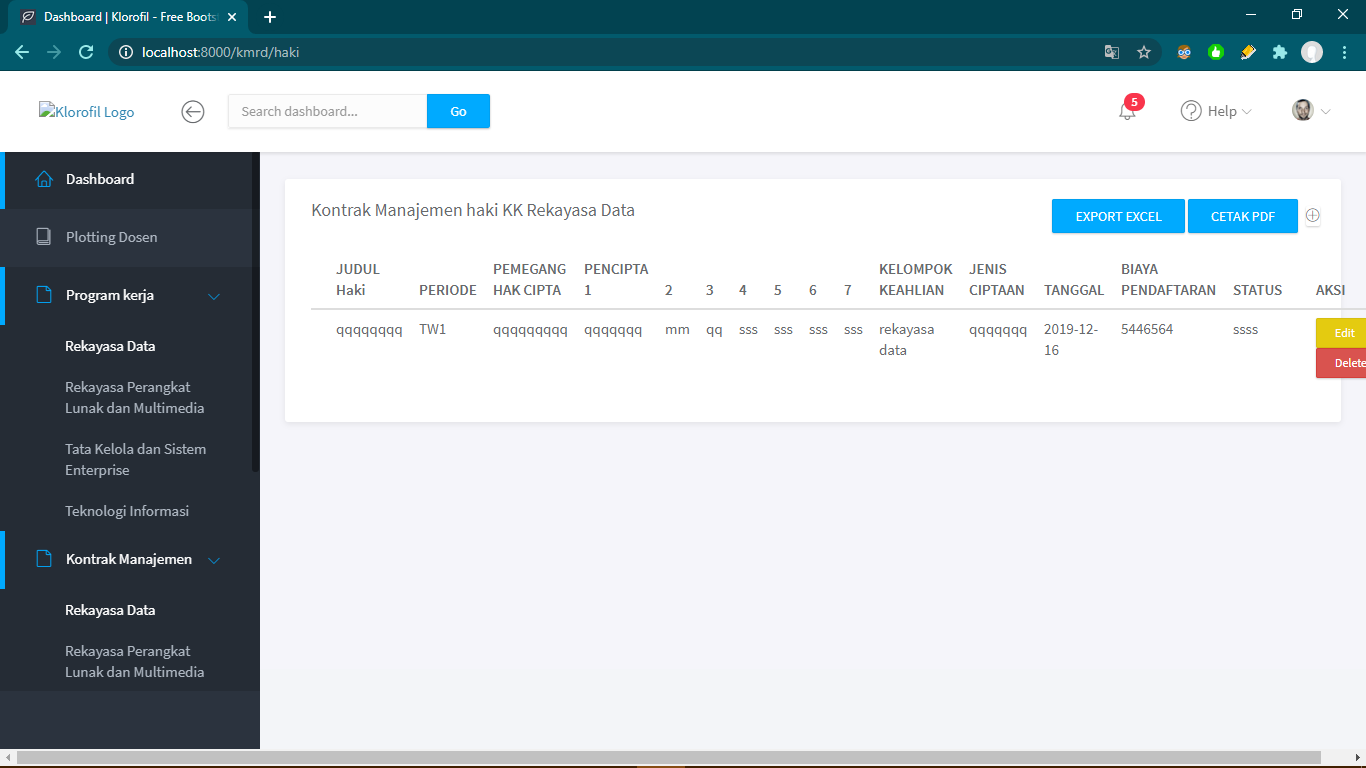 Dashboard | Klorofil - Free Boots
localhost:8000/kmrd/haki
Klorofil Logo
Search dashboard...
Go
5
Help
Dashboard
Plotting Dosen
Program kerja
Rekayasa Data
Rekayasa Perangkat
Lunak dan Multimedia
Tata Kelola dan Sistem
Enterprise
Teknologi Informasi
Kontrak Manajemen
Rekayasa Data
Rekayasa Perangkat
Lunak dan Multimedia
Kontrak Manajemen haki KK Rekayasa Data
EXPORT EXCEL
CETAK PDF
JUDUL PEMEGANG PENCIPTA KELOMPOK JENIS BIAYA
Haki PERIODE HAK CIPTA 1 2 3 4 5 6 7 KEAHLIAN CIPTAAN TANGGAL PENDAFTARAN STATUS AKSI
qqqqqqqq TW1 qqqqqqqqq qqqqqqq mm qq sss sss sss sss rekayasa qqqqqqq 2019-12- 5446564 ssss Edit
data 16
Delete